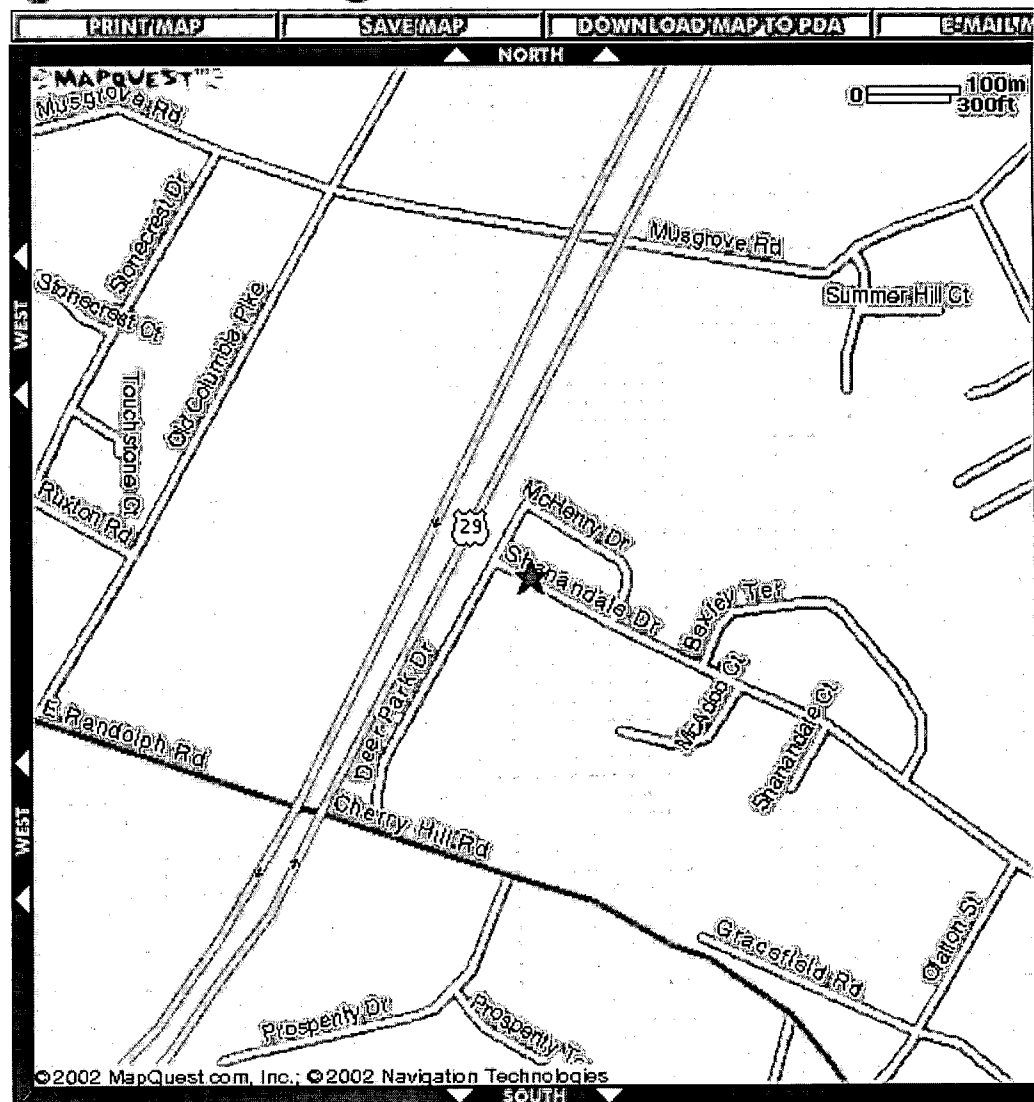 PRINT MAP
SAVE MAP
DOWNLOAD MAP TO PDA
E-MAIL M
NORTH
MAPQUEST
0 100m
300ft
Musgrove Rd
Stonecrest Dr
Musgrove Rd
Stonecrest Ct
Summer Hill Ct
WEST
Old Columbia Pike
Touchstone Ct
Ruxton Rd
29
McHenry Dr
Shanandale Dr
Bexley Ter
McAdoo Ct
Shanandale Ct
Deer Park Dr
E Randolph Rd
WEST
Cherry Hill Rd
Gracefield Rd
Prosperity Dr
Prosperity Te
©2002 MapQuest.com, Inc.; ©2002 Navigation Technologies
SOUTH